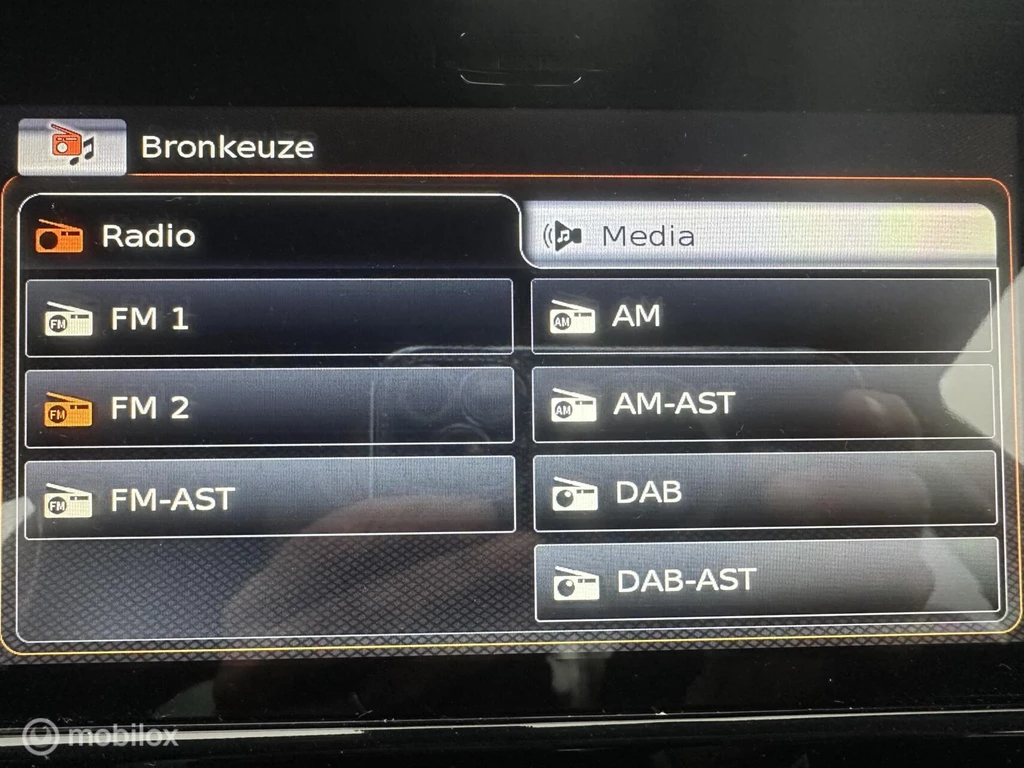 Bronkeuze
Radio
Media
FM 1
AM
FM 2
AM-AST
FM-AST
DAB
DAB-AST
mobilox